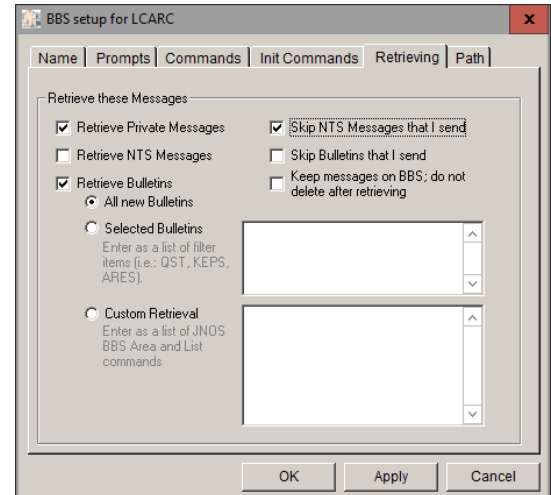 BBS setup for LCARC
x
Name Prompts Commands Init Commands Retrieving Path
Retrieve these Messages
Retrieve Private Messages
Skip NTS Messages that I send
Retrieve NTS Messages
Skip Bulletins that I send
Retrieve Bulletins
Keep messages on BBS; do not
delete after retrieving
All new Bulletins
Selected Bulletins
Enter as a list of filter
items (i.e.: QST, KEPS,
ARES).
Custom Retrieval
Enter as a list of JNOS
BBS Area and List
commands
OK Apply Cancel